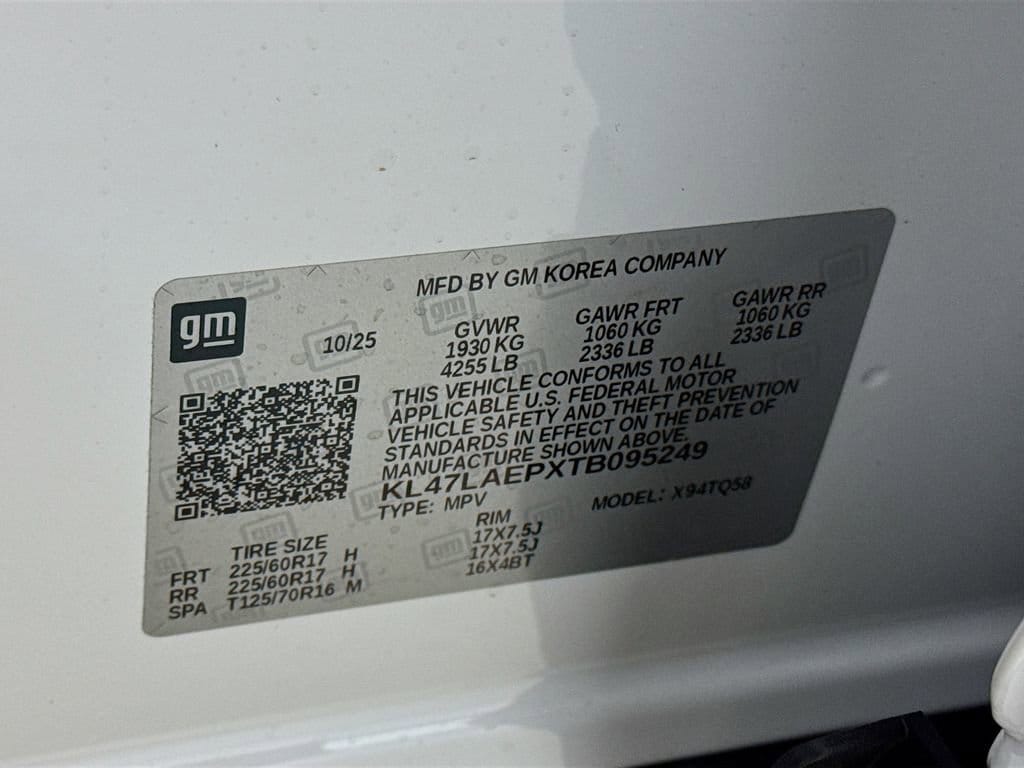 MFD BY GM KOREA COMPANY
gm
10/25
GVWR GAWR FRT GAWR RR
1930 KG 1060 KG 1060 KG
4255 LB 2336 LB 2336 LB
THIS VEHICLE CONFORMS TO ALL
APPLICABLE U.S. FEDERAL MOTOR
VEHICLE SAFETY AND THEFT PREVENTION
STANDARDS IN EFFECT ON THE DATE OF
MANUFACTURE SHOWN ABOVE.
KL47LAEPXTB095249
TYPE: MPV MODEL: X94TQ58
TIRE SIZE RIM
FRT 225/60R17 H 17X7.5J
RR 225/60R17 H 17X7.5J
SPA T125/70R16 M 16X4BT